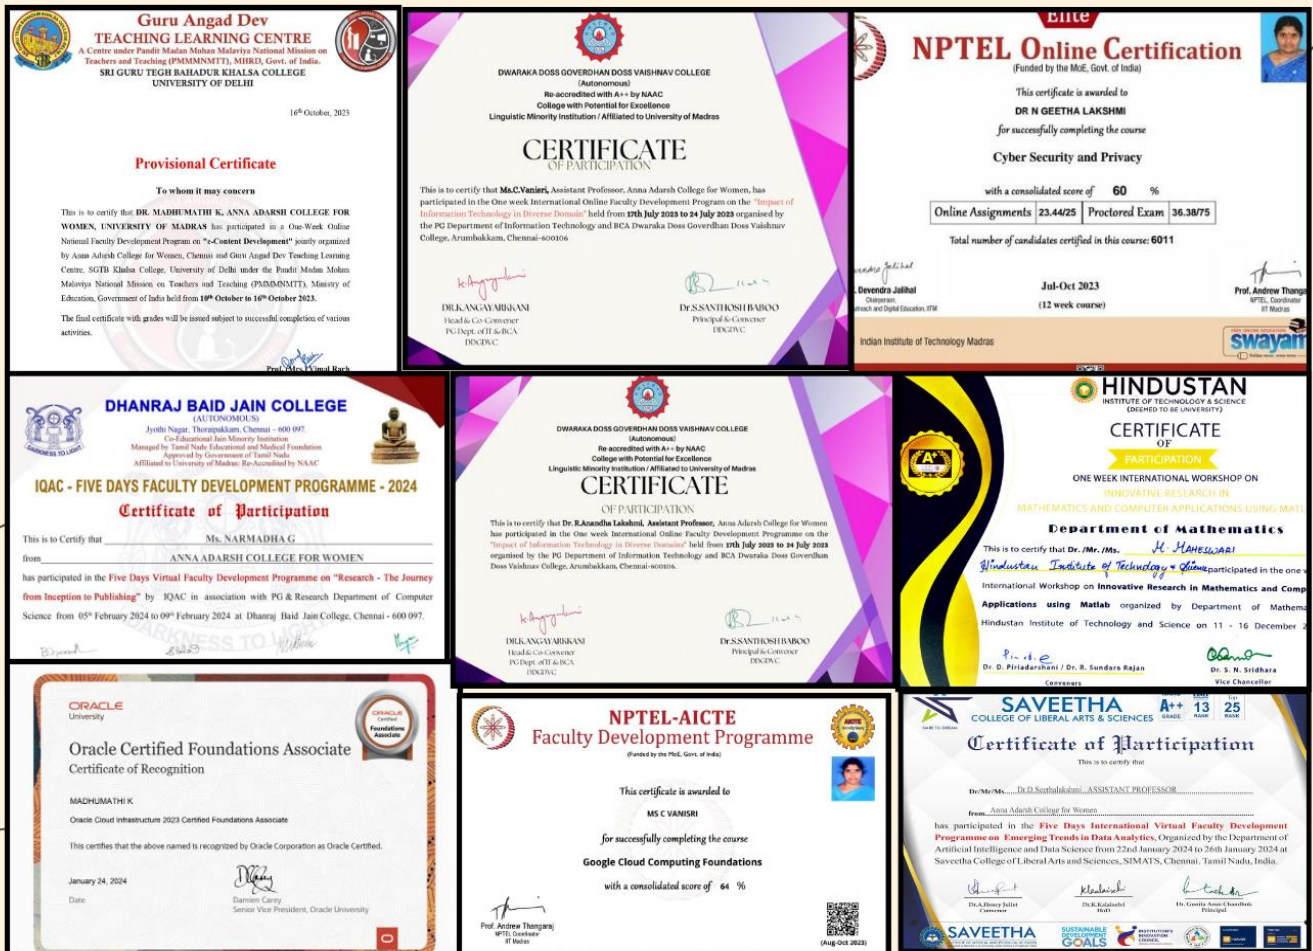 Guru Angad Dev
TEACHING LEARNING CENTRE
A Centre under Pandit Madan Mohan Malaviya National Mission on
Teachers and Teaching (PMMMNMTT), MHRD, Govt. of India.
SRI GURU TEGH BAHADUR KHALSA COLLEGE
UNIVERSITY OF DELHI
16th October, 2023
Provisional Certificate
To whom it may concern
This is to certify that DR. MADHUMATHI K, ANNA ADARSH COLLEGE FOR
WOMEN, UNIVERSITY OF MADRAS has participated in a One-Week Online
National Faculty Development Program on "e-Content Development" jointly organized
by Anna Adarsh College for Women, Chennai and Guru Angad Dev Teaching Learning
Centre, SGTB Khalsa College, University of Delhi under the Pandit Madan Mohan
Malaviya National Mission on Teachers and Teaching (PMMMNMTT), Ministry of
Education, Government of India held from 10th October to 16th October 2023.
The final certificate with grades will be issued subject to successful completion of various
activities.
DWARAKA DOSS GOVERDHAN DOSS VAISHNAV COLLEGE
(Autonomous)
Re-accredited with A++ by NAAC
College with Potential for Excellence
Linguistic Minority Institution / Affiliated to University of Madras
CERTIFICATE
OF PARTICIPATION
This is to certify that Ms.C.Vanieri, Assistant Professor, Anna Adarsh College for Women, has
participated in the One week International Online Faculty Development Program on the "Impact of
Information Technology in Diverse Domain" held from 17th July 2023 to 24 July 2023 organised by
the PG Department of Information Technology and BCA Dwaraka Doss Goverdhan Doss Vaishnav
College, Arumbakkam, Chennai-600106
DR.KANGAYARKKANI
Head & Co-Convener
PG Dept. of IT & BCA
DDGDVC
Dr.S.SANTHOSH BABOO
Principal & Convener
DDGDVC
Elite
NPTEL Online Certification
(Funded by the MoE, Govt. of India)
This certificate is awarded to
DR N GEETHA LAKSHMI
for successfully completing the course
Cyber Security and Privacy
with a consolidated score of 60 %
Online Assignments 23.44/25 Proctored Exam 36.38/75
Total number of candidates certified in this course: 6011
Devendra Jalihal
Chairperson,
Outreach and Digital Education, IITM
Jul-Oct 2023
(12 week course)
Prof. Andrew Thanga
NPTEL, Coordinator
IIT Madras
Indian Institute of Technology Madras
swayam
DHANRAJ BAID JAIN COLLEGE
(AUTONOMOUS)
Jyothi Nagar, Thoraipakkam, Chennai – 600 097.
Co-Educational Jain Minority Institution
Managed by Tamil Nadu Educational and Medical Foundation
Approved by Government of Tamil Nadu
Affiliated to University of Madras: Re-Accredited by NAAC
DARKNESS TO LIGHT
IQAC - FIVE DAYS FACULTY DEVELOPMENT PROGRAMME - 2024
Certificate of Participation
This is to Certify that Ms. NARMADHA G
from ANNA ADARSH COLLEGE FOR WOMEN
has participated in the Five Days Virtual Faculty Development Programme on "Research - The Journey
from Inception to Publishing" by IQAC in association with PG & Research Department of Computer
Science from 05th February 2024 to 09th February 2024 at Dhanraj Baid Jain College, Chennai - 600 097.
DWARAKA DOSS GOVERDHAN DOSS VAISHNAV COLLEGE
(Autonomous)
Re-accredited with A++ by NAAC
College with Potential for Excellence
Linguistic Minority Institution / Affiliated to University of Madras
CERTIFICATE
OF PARTICIPATION
This is to certify that Dr. R.Anandha Lakshmi, Assistant Professor, Anna Adarsh College for Women
has participated in the One week International Online Faculty Development Programme on the
"Impact of Information Technology in Diverse Domains" held from 17th July 2023 to 24 July 2023
organised by the PG Department of Information Technology and BCA Dwaraka Doss Goverdhan
Doss Vaishnav College, Arumbakkam, Chennai-600106.
DR.KANGAYARKKANI
Head & Co-Convener
PG Dept. of IT & BCA
DDGDVC
Dr.S.SANTHOSH BABOO
Principal & Convener
DDGDVC
HINDUSTAN
INSTITUTE OF TECHNOLOGY & SCIENCE
(DEEMED TO BE UNIVERSITY)
CERTIFICATE
OF
PARTICIPATION
ONE WEEK INTERNATIONAL WORKSHOP ON
INNOVATIVE RESEARCH IN
MATHEMATICS AND COMPUTER APPLICATIONS USING MATL
Department of Mathematics
This is to certify that Dr. /Mr. /Ms. M. MAHESWARI
Hindustan Institute of Technology & Science participated in the one w
International Workshop on Innovative Research in Mathematics and Comp
Applications using Matlab organized by Department of Mathema
Hindustan Institute of Technology and Science on 11 - 16 December 2
Dr. D. Piriadarshani / Dr. R. Sundara Rajan
Conveners
Dr. S. N. Sridhara
Vice Chancellor
ORACLE
University
ORACLE
Certified
Foundations
Associate
Oracle Certified Foundations Associate
Certificate of Recognition
MADHUMATHI K
Oracle Cloud Infrastructure 2023 Certified Foundations Associate
This certifies that the above named is recognized by Oracle Corporation as Oracle Certified.
January 24, 2024
Date
Damien Carey
Senior Vice President, Oracle University
NPTEL-AICTE
Faculty Development Programme
(Funded by the MoE, Govt. of India)
This certificate is awarded to
MS C VANISRI
for successfully completing the course
Google Cloud Computing Foundations
with a consolidated score of 64 %
Prof. Andrew Thangaraj
NPTEL Coordinator
IIT Madras
(Aug-Oct 2023)
SAVEETHA
COLLEGE OF LIBERAL ARTS & SCIENCES
A++ GRADE
13 RANK
Top 25 RANK
Certificate of Participation
This is to certify that
Dr/Mr/Ms. Dr D Seethalakshmi ASSISTANT PROFESSOR
from Anna Adarsh College for Women
has participated in the Five Days International Virtual Faculty Development
Programme on Emerging Trends in Data Analytics, Organized by the Department of
Artificial Intelligence and Data Science from 22nd January 2024 to 26th January 2024 at
Saveetha College of Liberal Arts and Sciences, SIMATS, Chennai. Tamil Nadu, India.
Dr.A.Henry Juliet
Convenor
Dr.K.Kalaiselvi
HoD
Dr. Gunita Arun Chandhok
Principal
SAVEETHA
SUSTAINABLE
DEVELOPMENT
GOALS
INSTITUTION'S
INNOVATION
COUNCIL